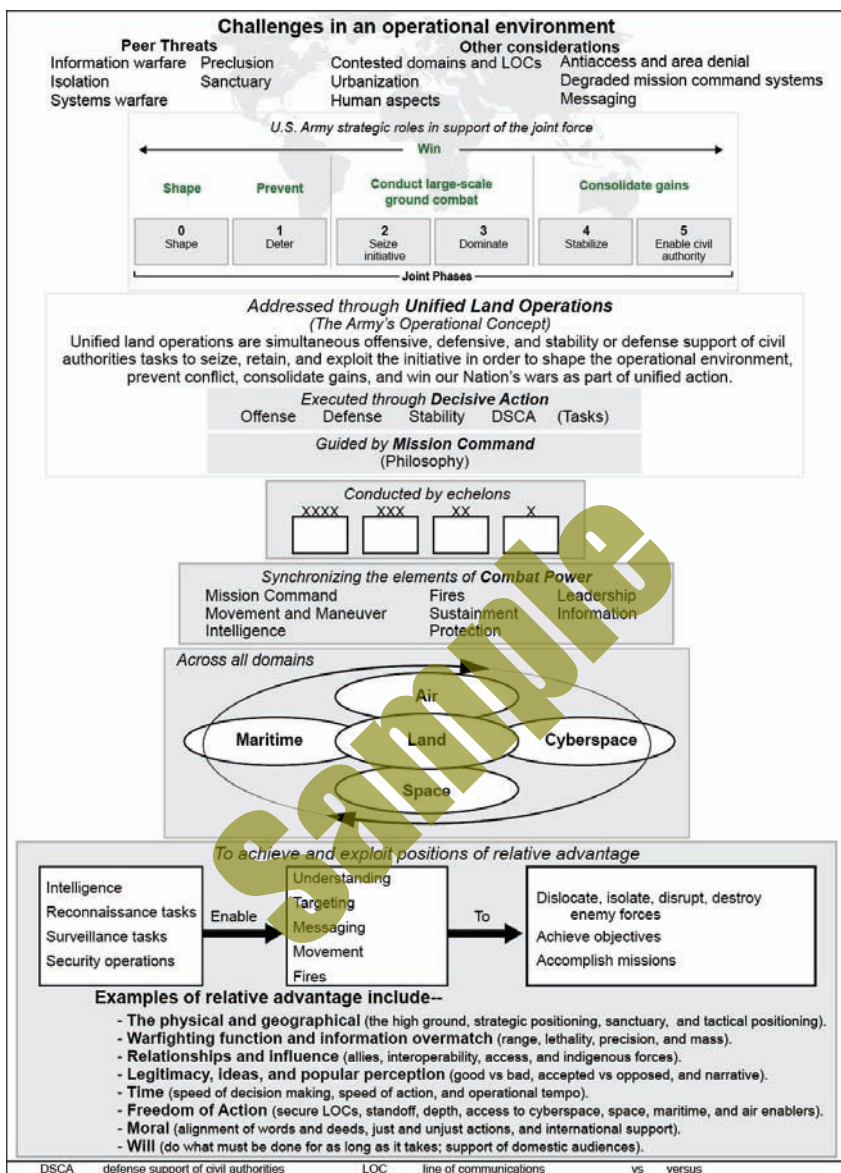 Challenges in an operational environment
Peer Threats
Information warfare Preclusion
Isolation Sanctuary
Systems warfare
Other considerations
Contested domains and LOCs Antiaccess and area denial
Urbanization Degraded mission command systems
Human aspects Messaging
U.S. Army strategic roles in support of the joint force
Win
Shape Prevent Conduct large-scale ground combat Consolidate gains
0 Shape
1 Deter
2 Seize initiative
3 Dominate
4 Stabilize
5 Enable civil authority
Joint Phases
Addressed through Unified Land Operations
(The Army's Operational Concept)
Unified land operations are simultaneous offensive, defensive, and stability or defense support of civil
authorities tasks to seize, retain, and exploit the initiative in order to shape the operational environment,
prevent conflict, consolidate gains, and win our Nation's wars as part of unified action.
Executed through Decisive Action
Offense Defense Stability DSCA (Tasks)
Guided by Mission Command
(Philosophy)
Conducted by echelons
XXXX XXX XX X
Synchronizing the elements of Combat Power
Mission Command Fires Leadership
Movement and Maneuver Sustainment Information
Intelligence Protection
Across all domains
Air
Maritime Land Cyberspace
Space
Sample
To achieve and exploit positions of relative advantage
Intelligence
Reconnaissance tasks
Surveillance tasks
Security operations
Enable
Understanding
Targeting
Messaging
Movement
Fires
To
Dislocate, isolate, disrupt, destroy
enemy forces
Achieve objectives
Accomplish missions
Examples of relative advantage include--
- The physical and geographical (the high ground, strategic positioning, sanctuary, and tactical positioning).
- Warfighting function and information overmatch (range, lethality, precision, and mass).
- Relationships and influence (allies, interoperability, access, and indigenous forces).
- Legitimacy, ideas, and popular perception (good vs bad, accepted vs opposed, and narrative).
- Time (speed of decision making, speed of action, and operational tempo).
- Freedom of Action (secure LOCs, standoff, depth, access to cyberspace, space, maritime, and air enablers).
- Moral (alignment of words and deeds, just and unjust actions, and international support).
- Will (do what must be done for as long as it takes; support of domestic audiences).
DSCA defense support of civil authorities LOC line of communications vs versus